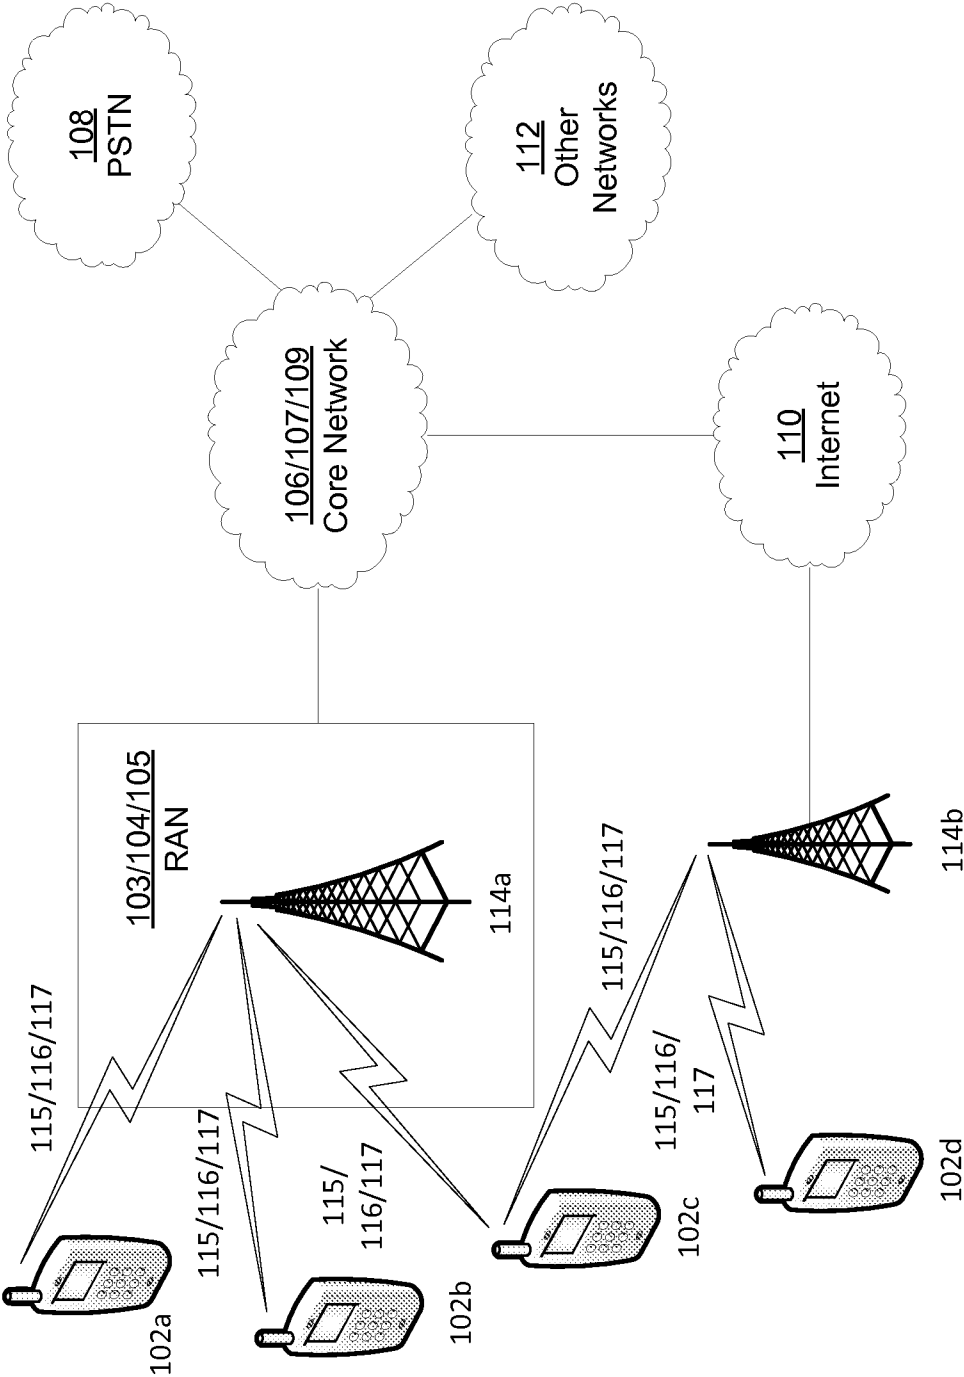 115/116/117
102a
115/116/117
102b
115/
116/117
102c
103/104/105
RAN
114a
115/116/117
115/116/
117
102d
114b
106/107/109
Core Network
108
PSTN
112
Other
Networks
110
Internet